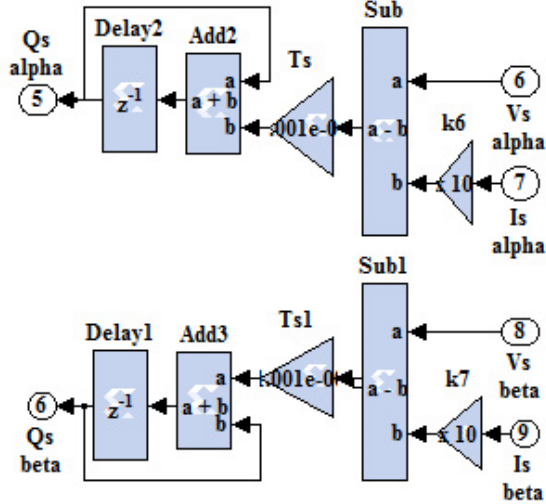 Qs
alpha
5
Delay2
z-1
Add2
a
a + b
b
Ts
.001e-0
Sub
a
a - b
b
k6
x 10
6
Vs
alpha
7
Is
alpha
Delay1
z-1
Add3
a
a + b
b
Ts1
.001e-0
Sub1
a
a - b
b
k7
x 10
8
Vs
beta
9
Is
beta
6
Qs
beta